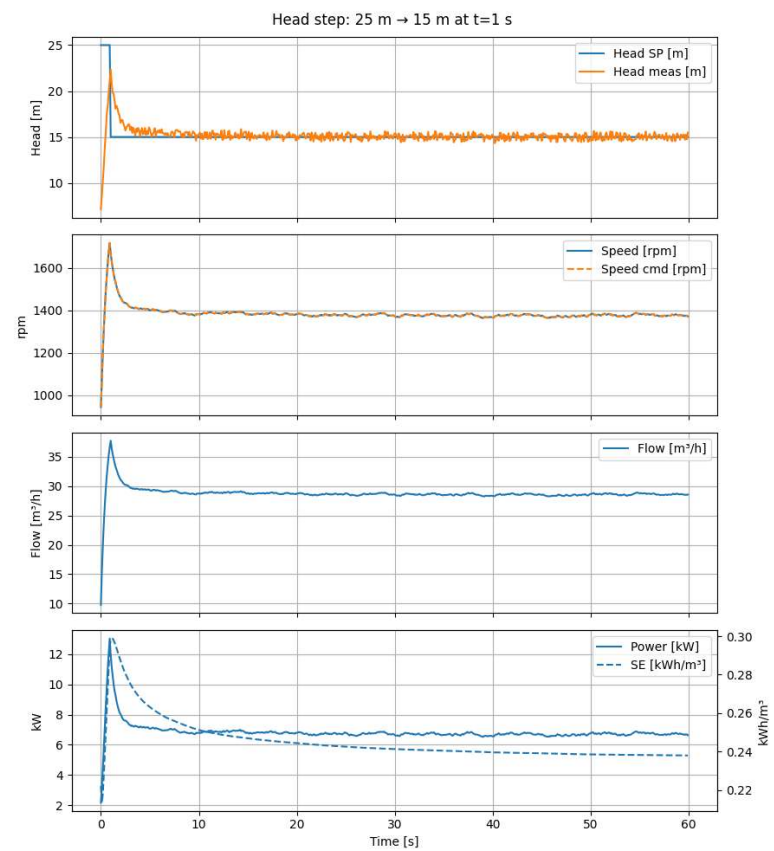 Head step: 25 m → 15 m at t=1 s
25
20
15
10
Head [m]
Head SP [m]
Head meas [m]
1600
1400
1200
1000
rpm
Speed [rpm]
Speed cmd [rpm]
35
30
25
20
15
10
Flow [m³/h]
Flow [m³/h]
12
10
8
6
4
2
kW
Power [kW]
SE [kWh/m³]
0.30
0.28
0.26
0.24
0.22
kWh/m³
0 10 20 30 40 50 60
Time [s]